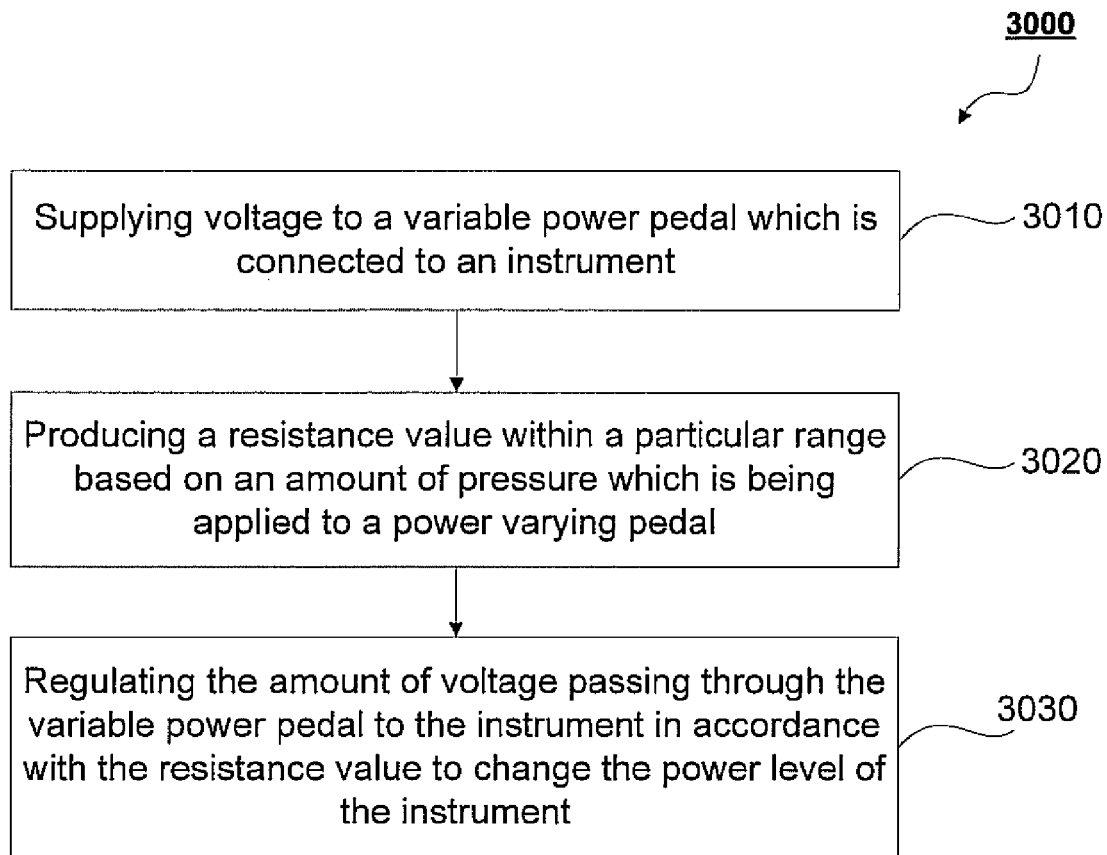 3000
Supplying voltage to a variable power pedal which is
connected to an instrument
3010
Producing a resistance value within a particular range
based on an amount of pressure which is being
applied to a power varying pedal
3020
Regulating the amount of voltage passing through the
variable power pedal to the instrument in accordance
with the resistance value to change the power level of
the instrument
3030